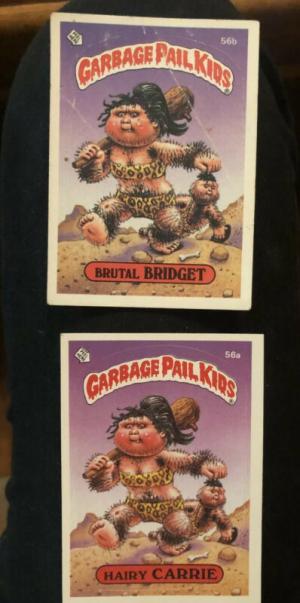 56b
GARBAGE PAIL KIDS
BRUTAL BRIDGET
56a
GARBAGE PAIL KIDS
HAIRY CARRIE